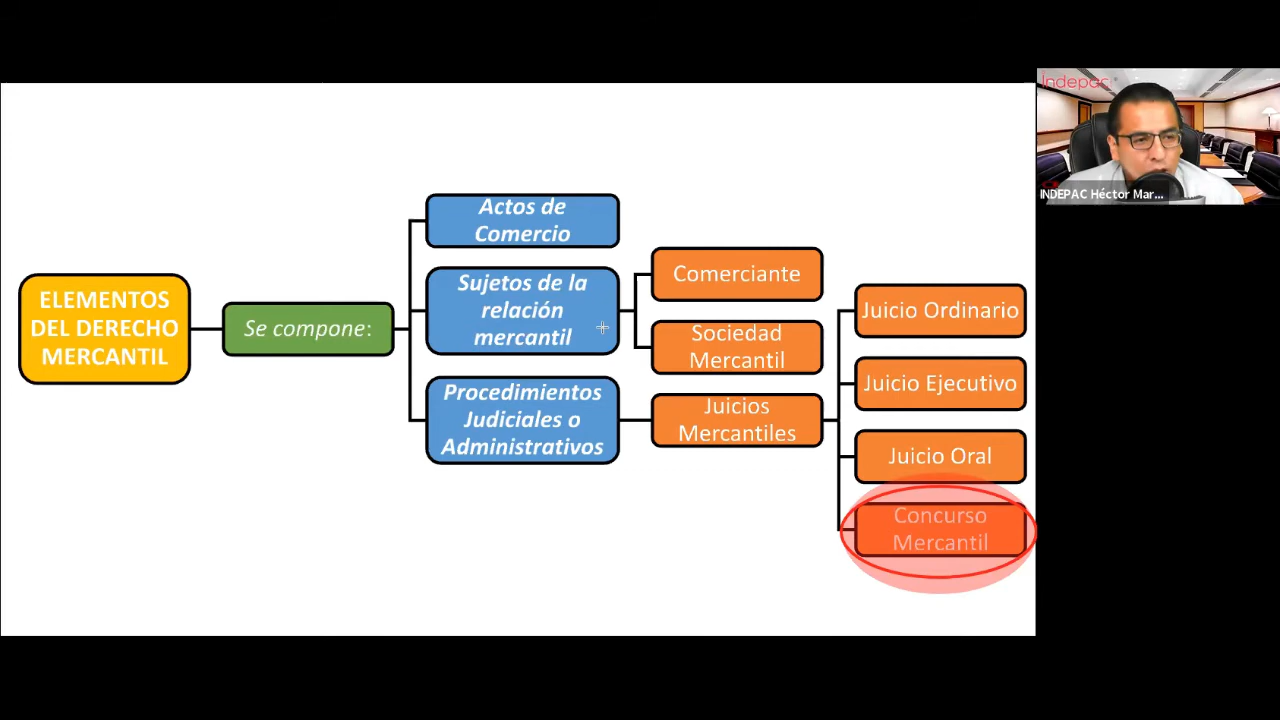 ELEMENTOS
DEL DERECHO
MERCANTIL
Se compone:
Actos de
Comercio
Sujetos de la
relación
mercantil
Procedimientos
Judiciales o
Administrativos
Comerciante
Sociedad
Mercantil
Juicios
Mercantiles
Juicio Ordinario
Juicio Ejecutivo
Juicio Oral
Concurso
Mercantil
Indepac
INDEPAC Héctor Mar...